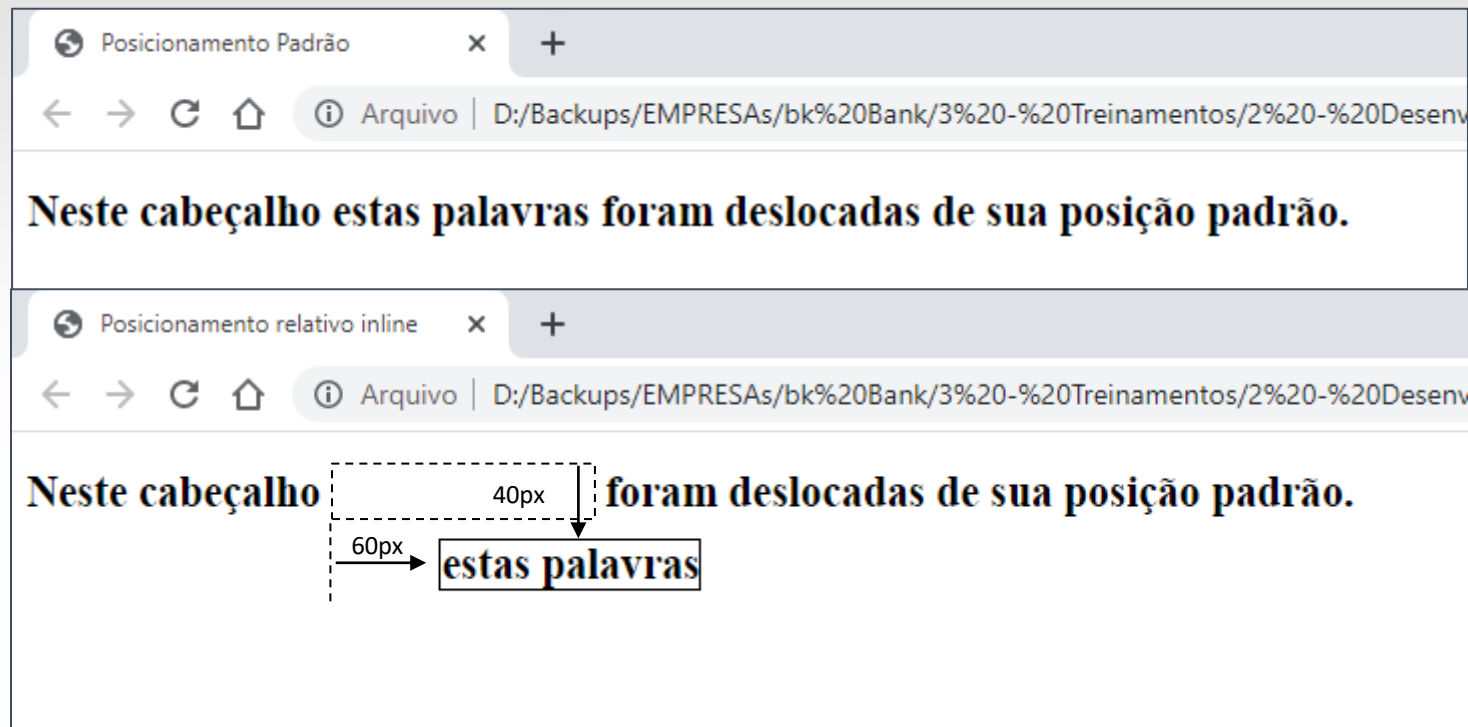 Posicionamento Padrão
Arquivo | D:/Backups/EMPRESAs/bk%20Bank/3%20-%20Treinamentos/2%20-%20Desenv
Neste cabeçalho estas palavras foram deslocadas de sua posição padrão.
Posicionamento relativo inline
Arquivo | D:/Backups/EMPRESAs/bk%20Bank/3%20-%20Treinamentos/2%20-%20Desenv
Neste cabeçalho 40px foram deslocadas de sua posição padrão.
60px estas palavras